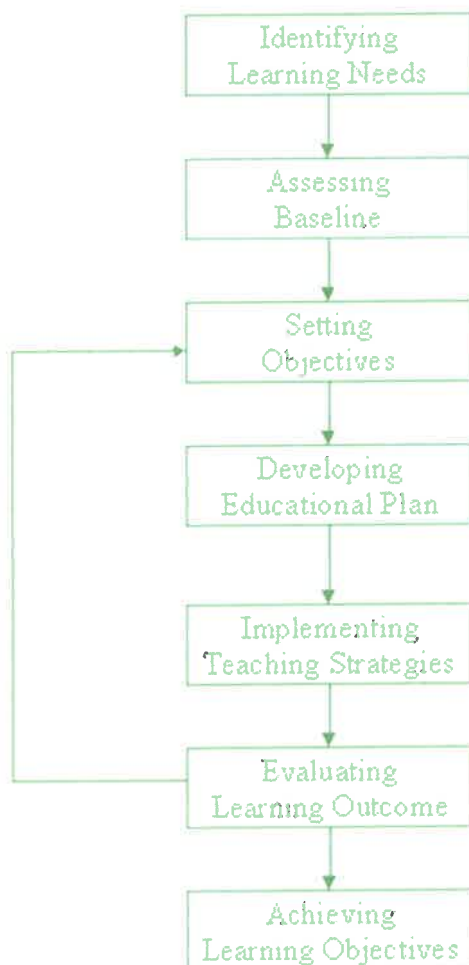 Identifying
Learning Needs
Assessing
Baseline
Setting
Objectives
Developing
Educational Plan
Implementing
Teaching Strategies
Evaluating
Learning Outcome
Achieving
Learning Objectives